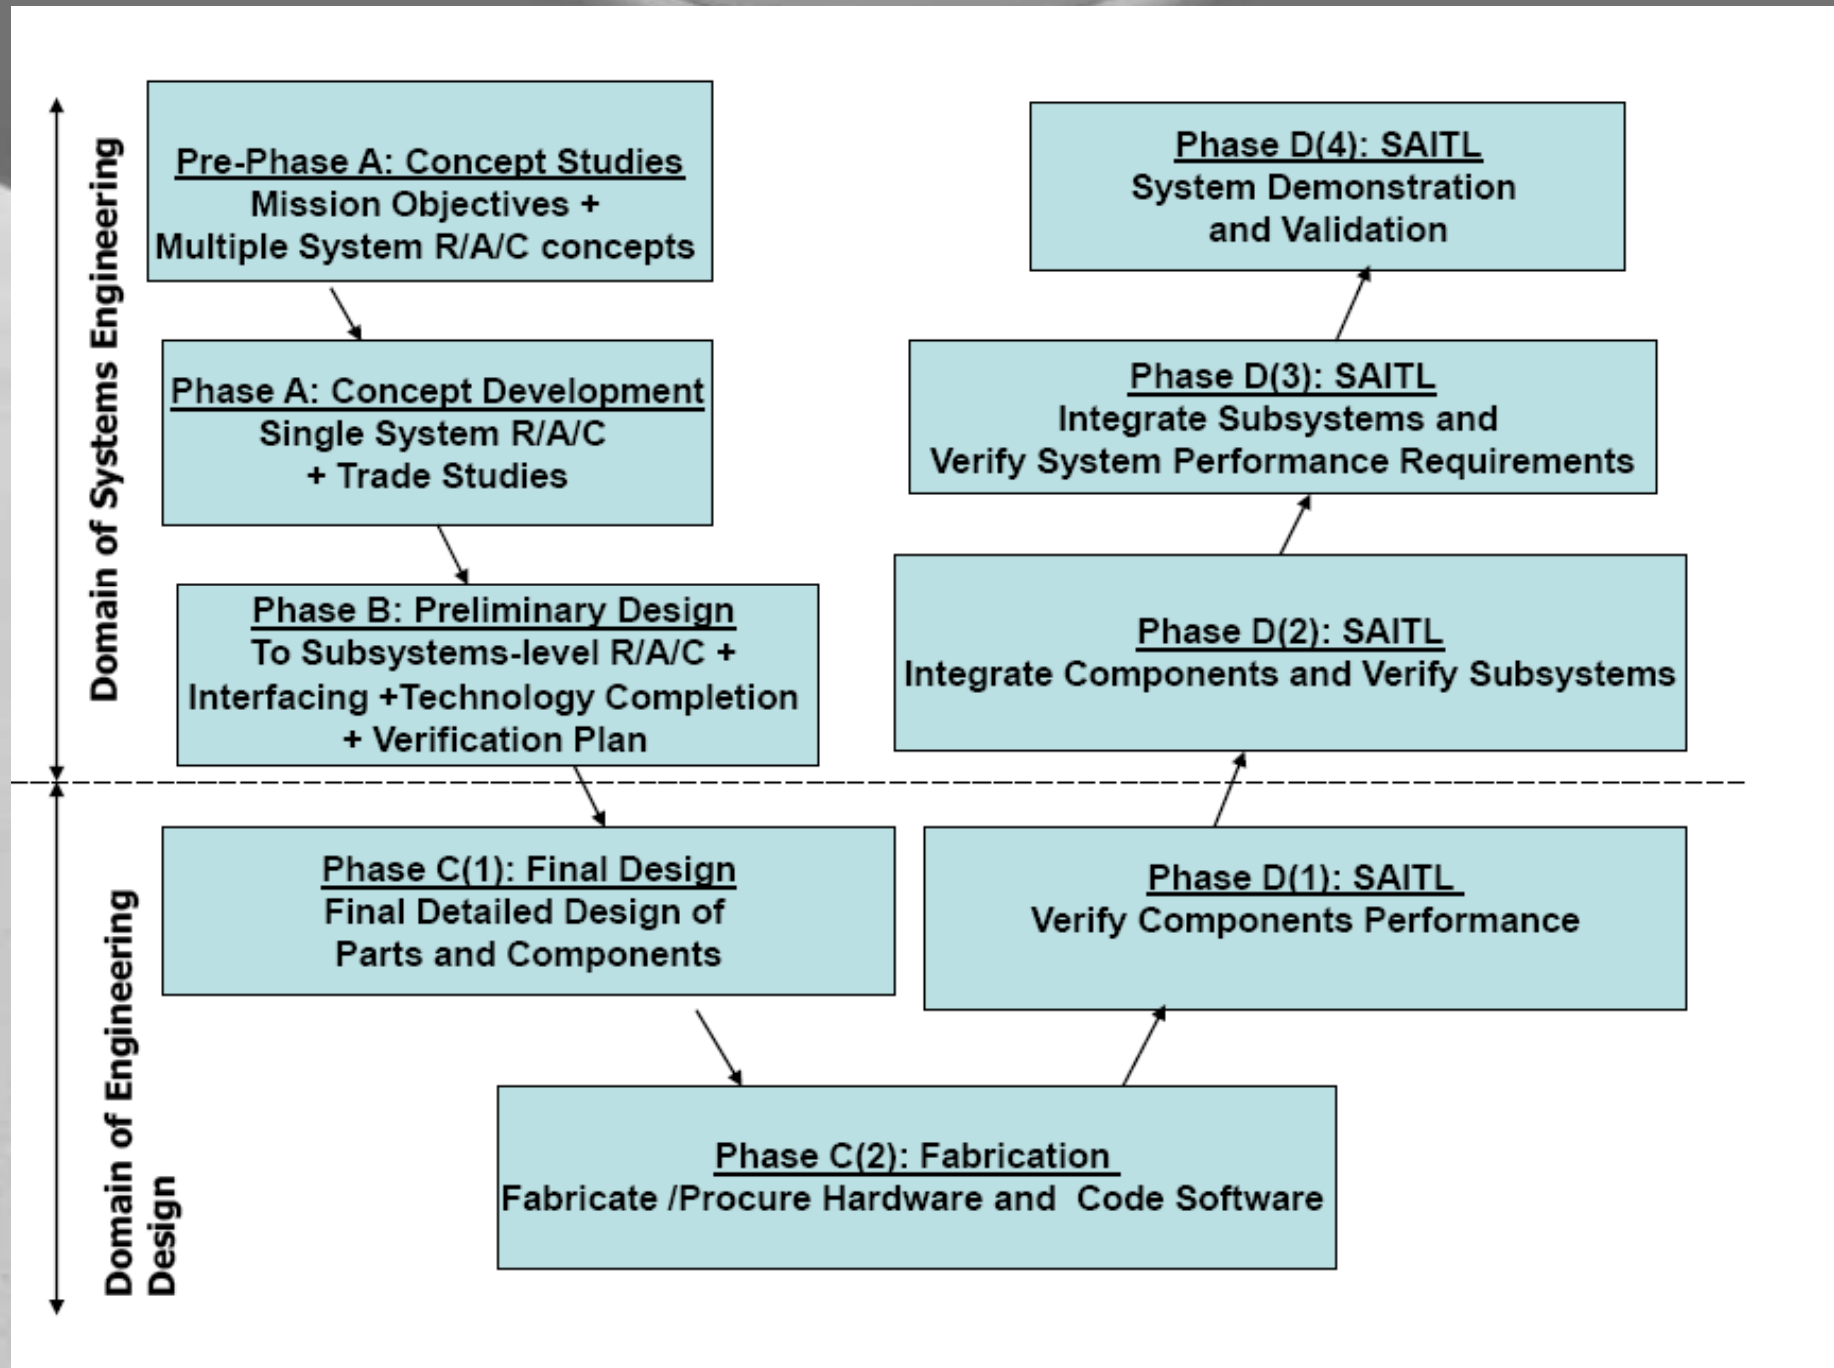 Domain of Systems Engineering
Pre-Phase A: Concept Studies
Mission Objectives +
Multiple System R/A/C concepts
Phase A: Concept Development
Single System R/A/C
+ Trade Studies
Phase B: Preliminary Design
To Subsystems-level R/A/C +
Interfacing +Technology Completion
+ Verification Plan
Domain of Engineering
Design
Phase C(1): Final Design
Final Detailed Design of
Parts and Components
Phase C(2): Fabrication
Fabricate /Procure Hardware and  Code Software
Phase D(1): SAITL
Verify Components Performance
Phase D(2): SAITL
Integrate Components and Verify Subsystems
Phase D(3): SAITL
Integrate Subsystems and
Verify System Performance Requirements
Phase D(4): SAITL
System Demonstration
and Validation